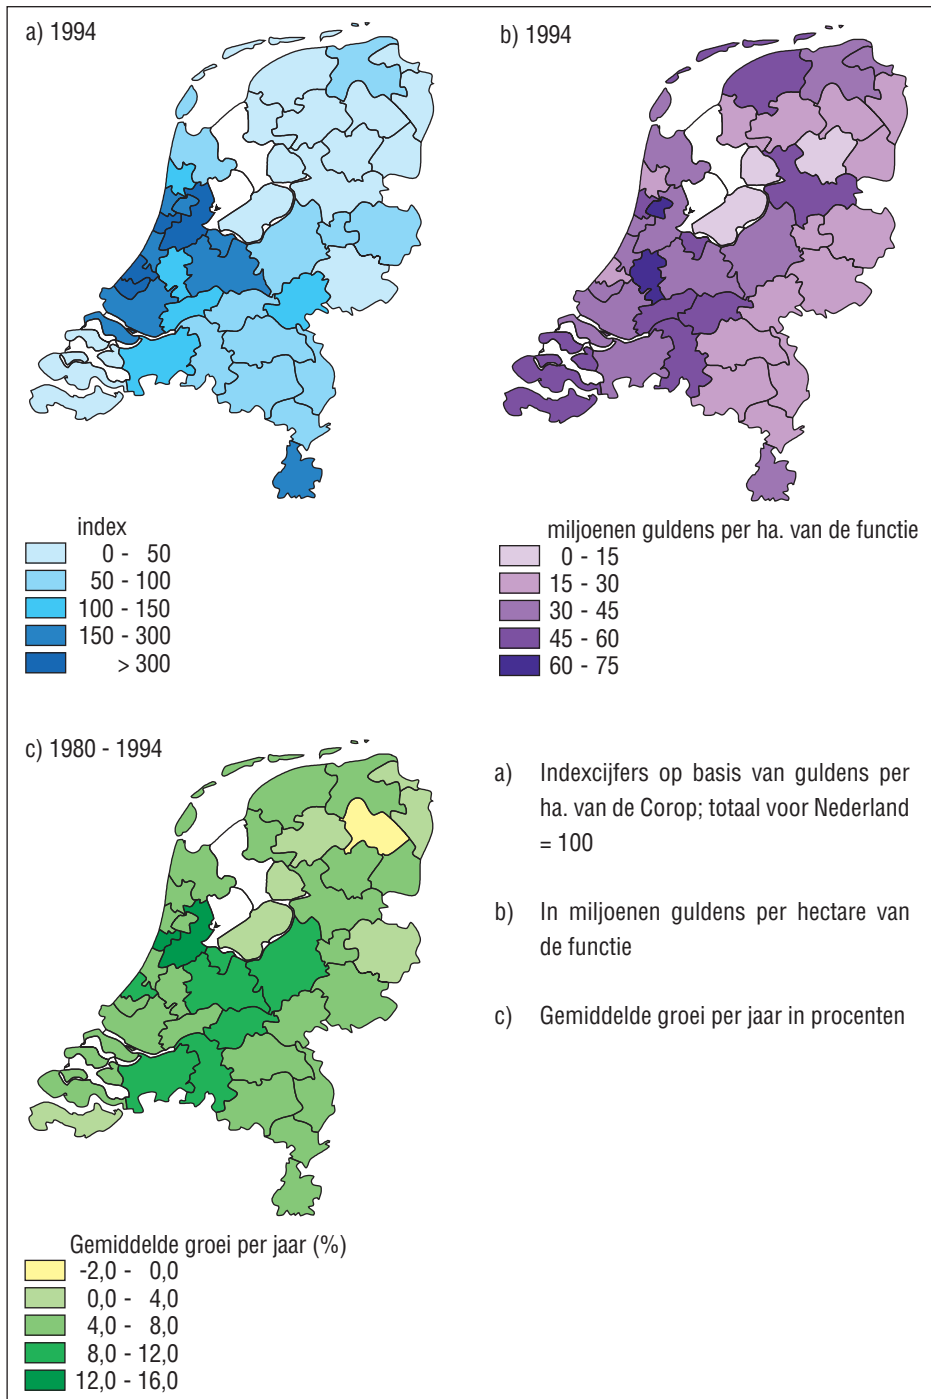 a) 1994
b) 1994
index
0 - 50
50 - 100
100 - 150
150 - 300
> 300
miljoenen guldens per ha. van de functie
0 - 15
15 - 30
30 - 45
45 - 60
60 - 75
c) 1980 - 1994
a) Indexcijfers op basis van guldens per
ha. van de Corop; totaal voor Nederland
= 100
b) In miljoenen guldens per hectare van
de functie
c) Gemiddelde groei per jaar in procenten
Gemiddelde groei per jaar (%)
-2,0 - 0,0
0,0 - 4,0
4,0 - 8,0
8,0 - 12,0
12,0 - 16,0